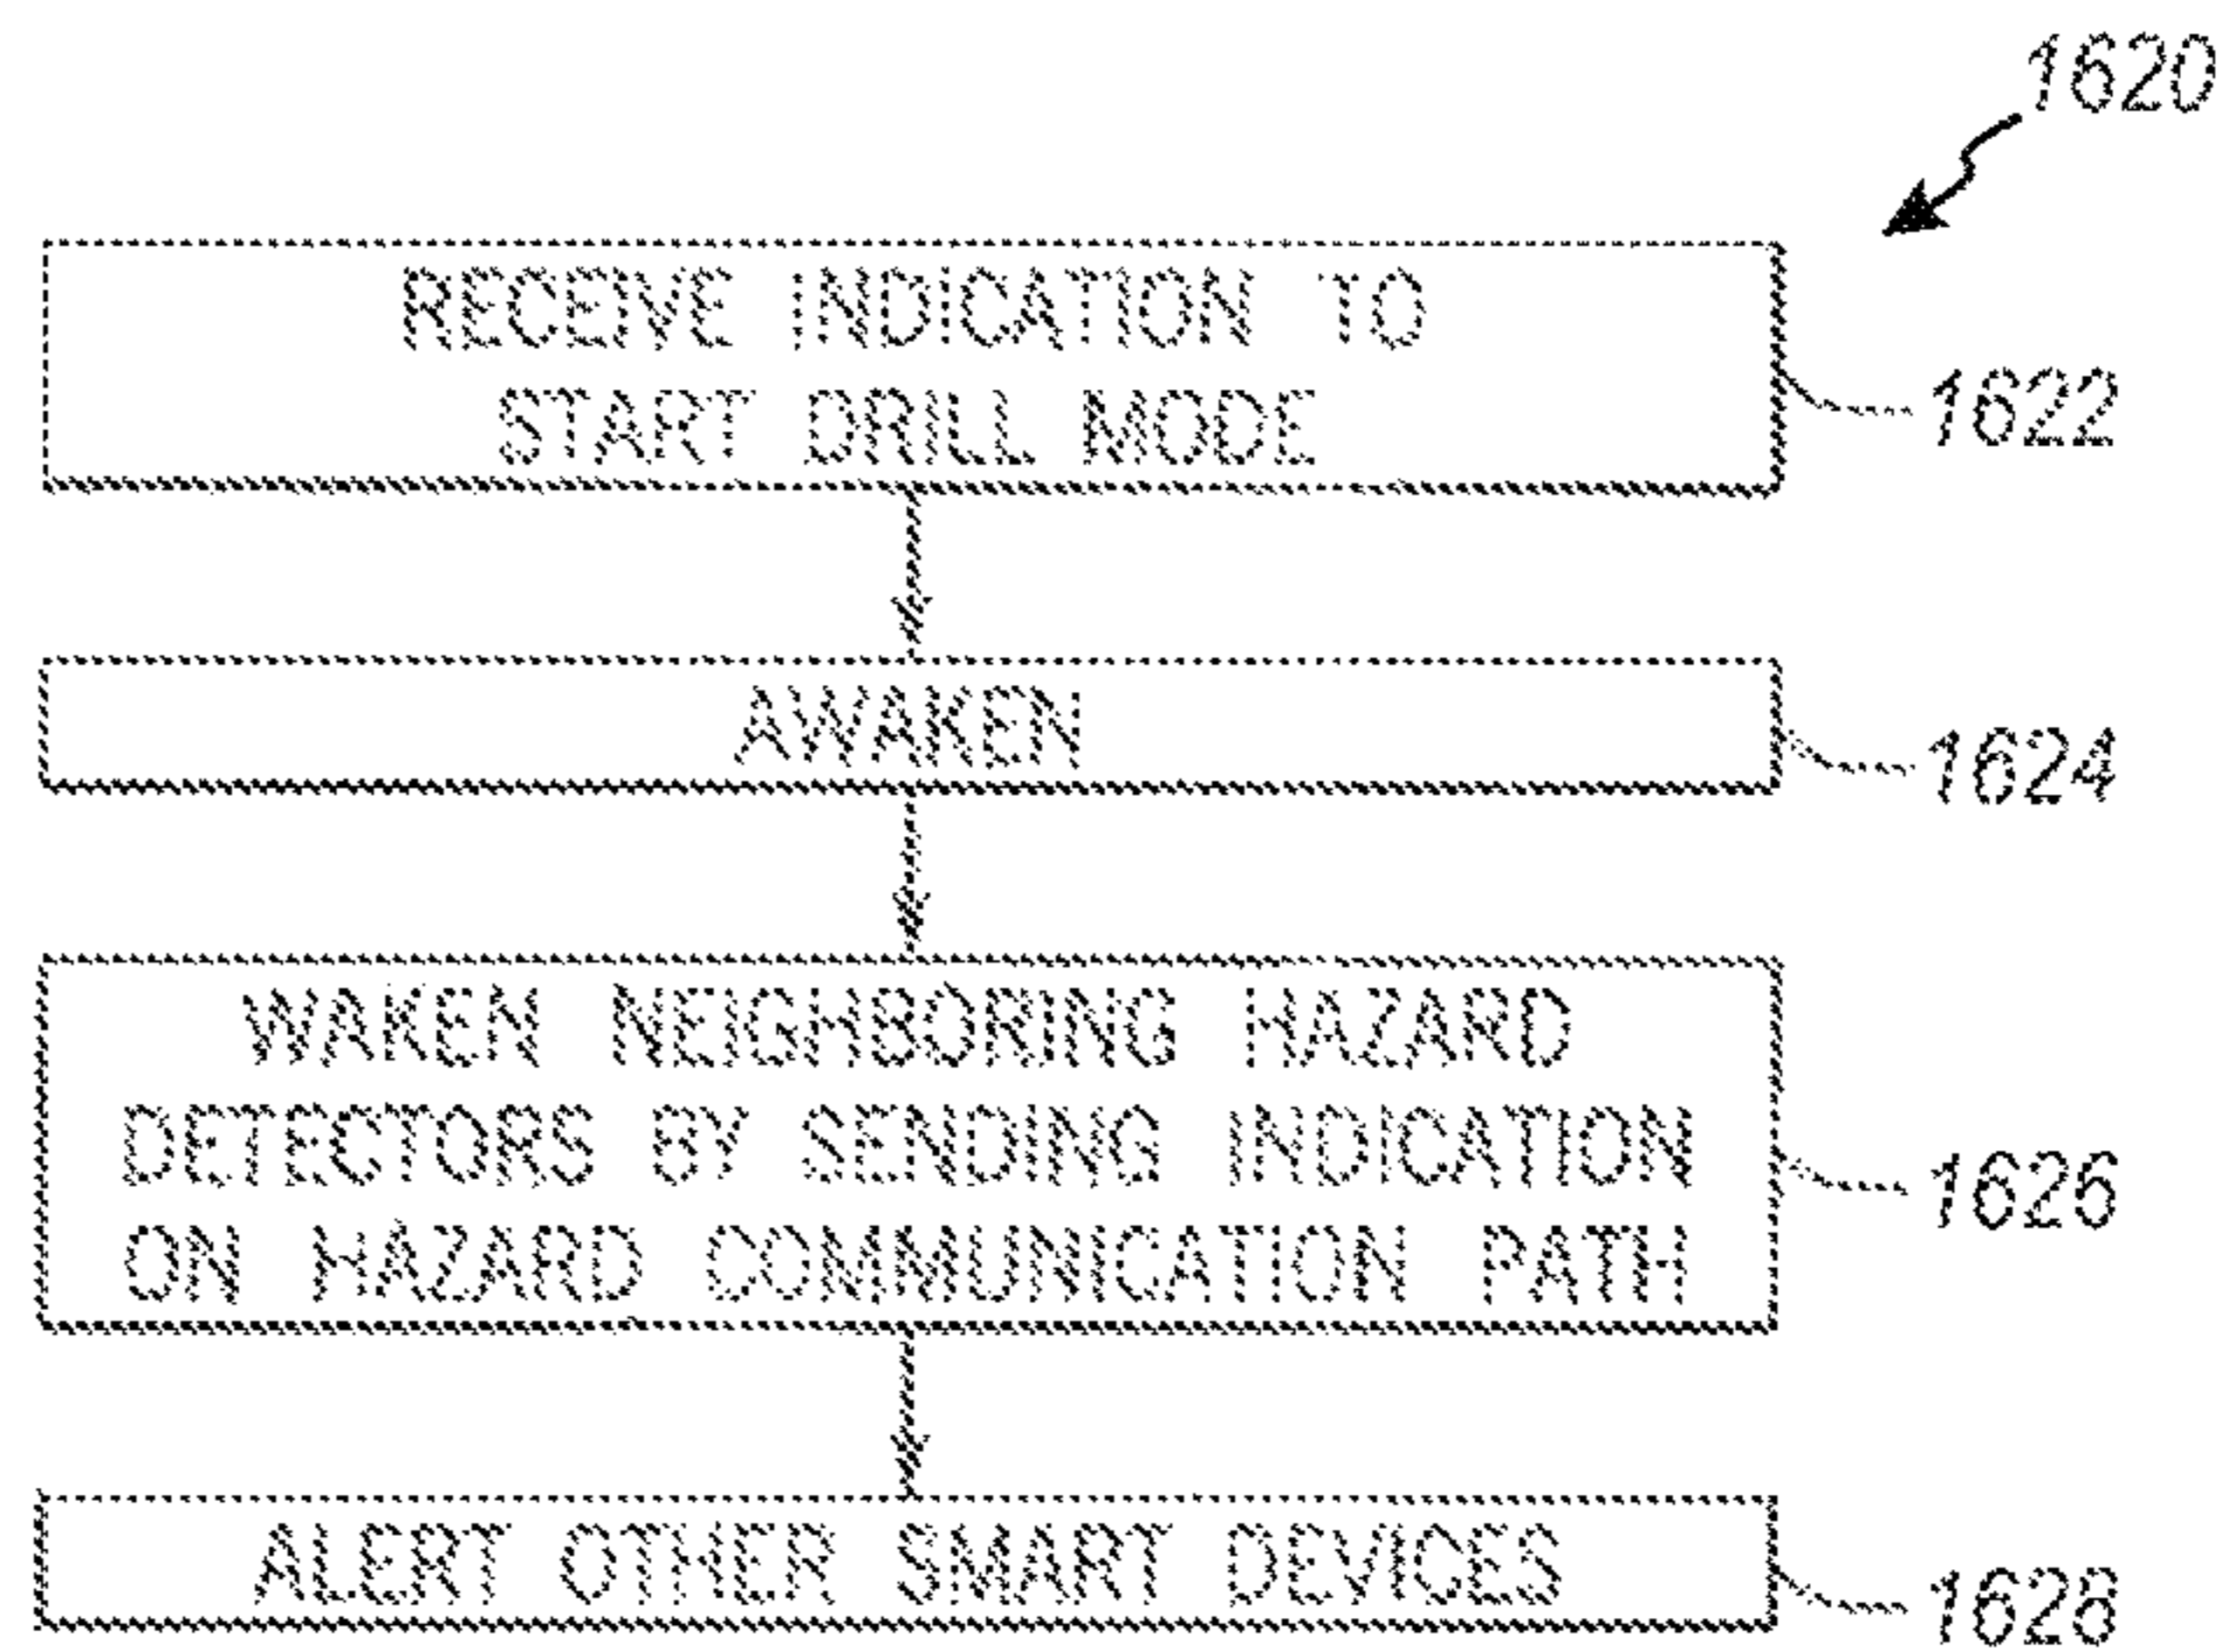 1620
RECEIVE INDICATION TO
START DRILL MODE
1622
AWAKEN
1624
WAKEN NEIGHBORING HAZARD
DETECTORS BY SENDING INDICATION
ON HAZARD COMMUNICATION PATH
1626
ALERT OTHER SMART DEVICES
1628